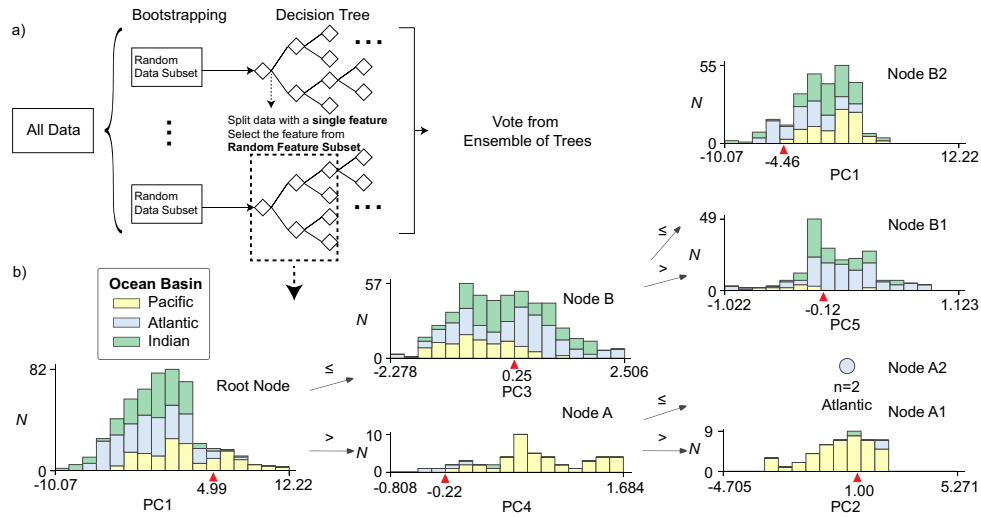 a)
Bootstrapping
Decision Tree
All Data
Random
Data Subset
Random
Data Subset
Split data with a single feature
Select the feature from
Random Feature Subset
Vote from
Ensemble of Trees
b)
Ocean Basin
Pacific
Atlantic
Indian
Root Node
82
N
0
-10.07
4.99
12.22
PC1
≤
>
Node B
57
N
0
-2.278
0.25
2.506
PC3
Node A
10
N
0
-0.808
-0.22
1.684
PC4
≤
>
≤
>
Node B2
55
N
0
-10.07
-4.46
12.22
PC1
Node B1
49
N
0
-1.022
-0.12
1.123
PC5
Node A2
n=2
Atlantic
Node A1
9
N
0
-4.705
1.00
5.271
PC2